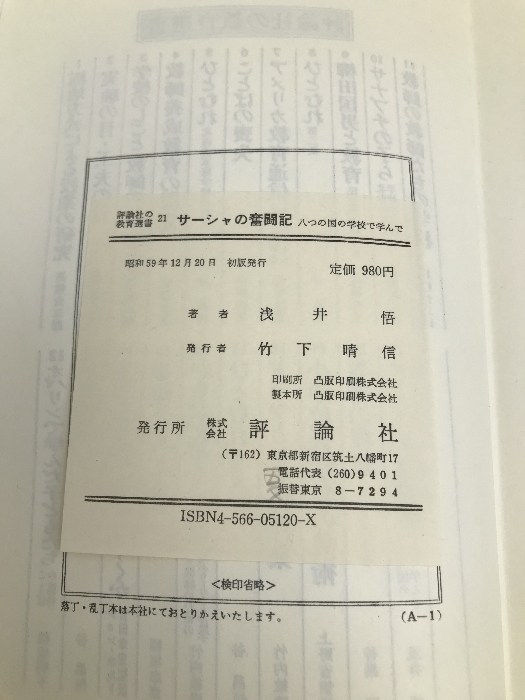 評論社の教育選書 21 サーシャの奮闘記 八つの国の学校で学んで
昭和59年12月20日 初版発行 定価 980円
著者 浅井悟
発行者 竹下晴信
印刷所 凸版印刷株式会社
製本所 凸版印刷株式会社
発行所 株式会社 評論社
(〒162) 東京都新宿区筑土八幡町17
電話代表 (260) 9401
振替東京 8-7294
ISBN4-566-05120-X
<検印省略>
落丁・乱丁本は本社にておとりかえいたします。 (A-1)